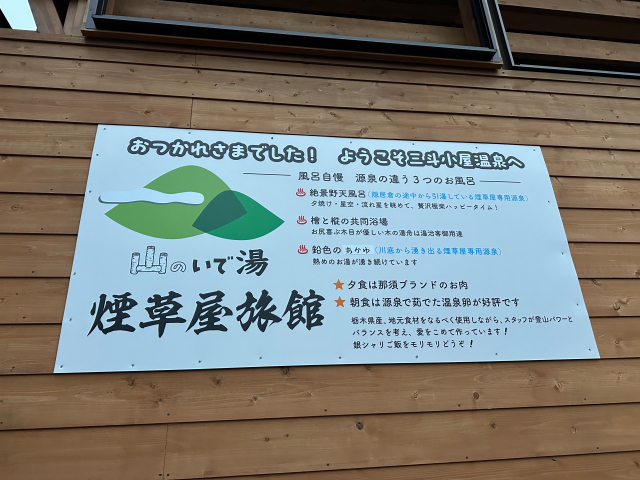 おつかれさまでした！ ようこそ三斗小屋温泉へ
風呂自慢 源泉の違う３つのお風呂
絶景野天風呂（隠居倉の途中から引湯している煙草屋専用源泉）
夕焼け・星空・流れ星を眺めて、贅沢極楽ハッピータイム！
檜と樅の共同浴場
お尻喜ぶ木目が優しい木の湯舟は湯治客御用達
鉛色のあかゆ（川底から湧き出る煙草屋専用源泉）
熱めのお湯が湧き続けています
山のいで湯
煙草屋旅館
★夕食は那須ブランドのお肉
★朝食は源泉で茹でた温泉卵が好評です
栃木県産、地元食材をなるべく使用しながら、スタッフが登山パワーと
バランスを考え、愛をこめて作っています！
銀シャリご飯をモリモリどうぞ！